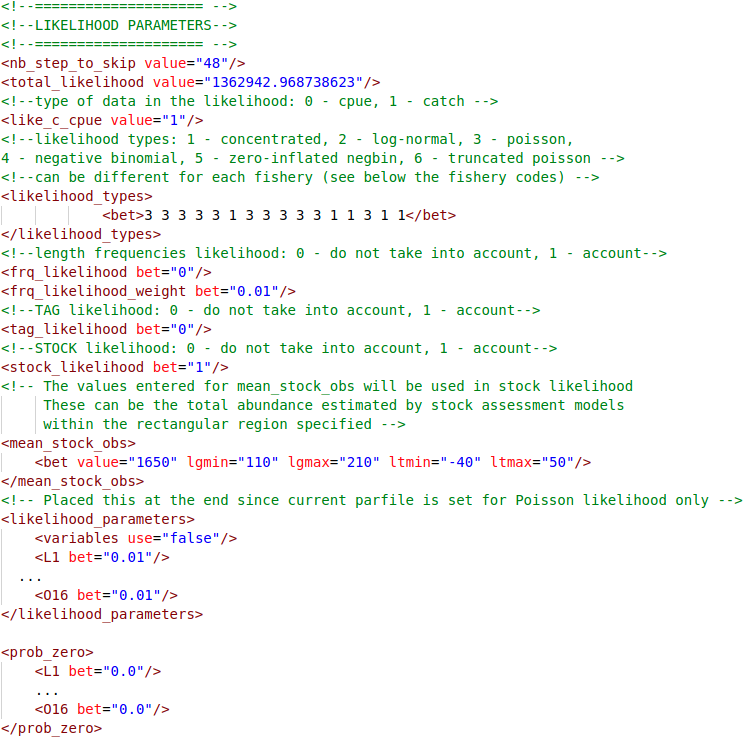 <!--==================== -->
<!--LIKELIHOOD PARAMETERS-->
<!--==================== -->
<nb_step_to_skip value="48"/>
<total_likelihood value="1362942.968738623"/>
<!--type of data in the likelihood: 0 - cpue, 1 - catch -->
<like_c_cpue value="1"/>
<!--likelihood types: 1 - concentrated, 2 - log-normal, 3 - poisson,
4 - negative binomial, 5 - zero-inflated negbin, 6 - truncated poisson -->
<!--can be different for each fishery (see below the fishery codes) -->
<likelihood_types>
<bet>3 3 3 3 3 1 3 3 3 3 3 1 1 3 1 1</bet>
</likelihood_types>
<!--length frequencies likelihood: 0 - do not take into account, 1 - account-->
<frq_likelihood bet="0"/>
<frq_likelihood_weight bet="0.01"/>
<!--TAG likelihood: 0 - do not take into account, 1 - account-->
<tag_likelihood bet="0"/>
<!--STOCK likelihood: 0 - do not take into account, 1 - account-->
<stock_likelihood bet="1"/>
<!-- The values entered for mean_stock_obs will be used in stock likelihood
These can be the total abundance estimated by stock assessment models
within the rectangular region specified -->
<mean_stock_obs>
<bet value="1650" lgmin="110" lgmax="210" ltmin="-40" ltmax="50"/>
</mean_stock_obs>
<!-- Placed this at the end since current parfile is set for Poisson likelihood only -->
<likelihood_parameters>
<variables use="false"/>
<L1 bet="0.01"/>
...
<O16 bet="0.01"/>
</likelihood_parameters>
<prob_zero>
<L1 bet="0.0"/>
...
<O16 bet="0.0"/>
</prob_zero>